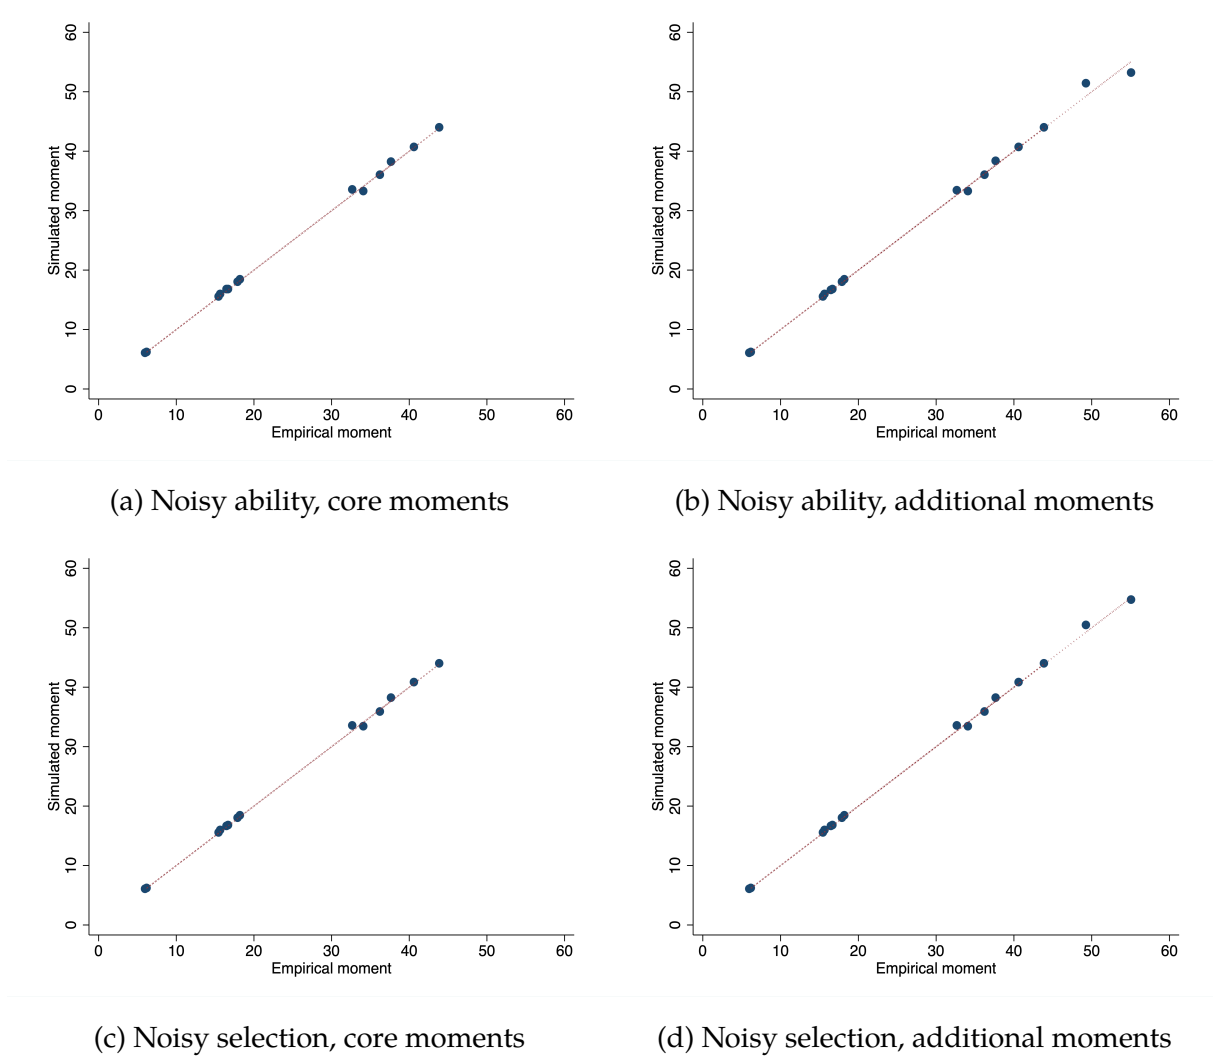 60
50
40
30
20
10
0
Simulated moment
0 10 20 30 40 50 60
Empirical moment
(a) Noisy ability, core moments
60
50
40
30
20
10
0
Simulated moment
0 10 20 30 40 50 60
Empirical moment
(b) Noisy ability, additional moments
60
50
40
30
20
10
0
Simulated moment
0 10 20 30 40 50 60
Empirical moment
(c) Noisy selection, core moments
60
50
40
30
20
10
0
Simulated moment
0 10 20 30 40 50 60
Empirical moment
(d) Noisy selection, additional moments